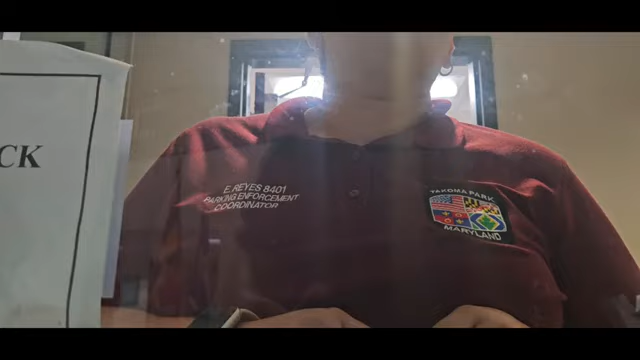 CK
E.REYES 8401
PARKING ENFORCEMENT
COORDINATOR
TAKOMA PARK
MARYLAND